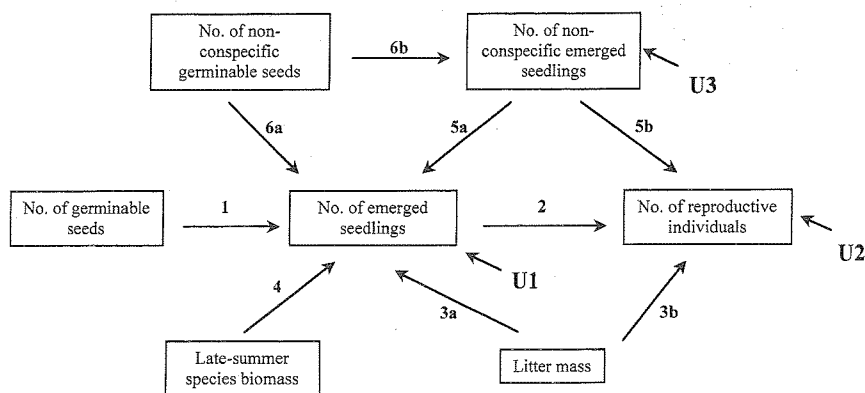 No. of non-
conspecific
germinable seeds
6b
No. of non-
conspecific emerged
seedlings
U3
6a
5a
5b
No. of germinable
seeds
1
No. of emerged
seedlings
2
No. of reproductive
individuals
U2
U1
4
3a
3b
Late-summer
species biomass
Litter mass